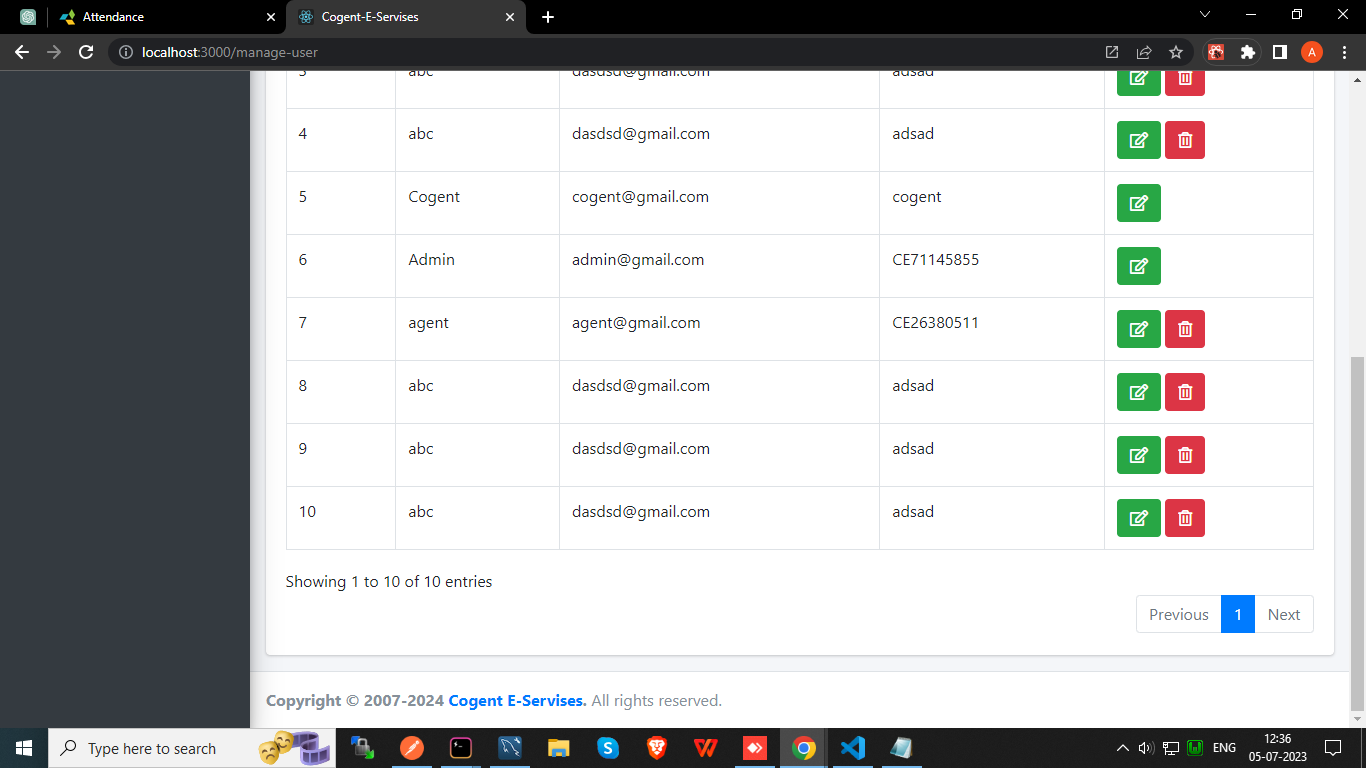 Attendance
Cogent-E-Servises
localhost:3000/manage-user
A
3 abc dasdsd@gmail.com adsad
4 abc dasdsd@gmail.com adsad
5 Cogent cogent@gmail.com cogent
6 Admin admin@gmail.com CE71145855
7 agent agent@gmail.com CE26380511
8 abc dasdsd@gmail.com adsad
9 abc dasdsd@gmail.com adsad
10 abc dasdsd@gmail.com adsad
Showing 1 to 10 of 10 entries
Previous 1 Next
Copyright © 2007-2024 Cogent E-Servises. All rights reserved.
Type here to search
ENG
12:36
05-07-2023